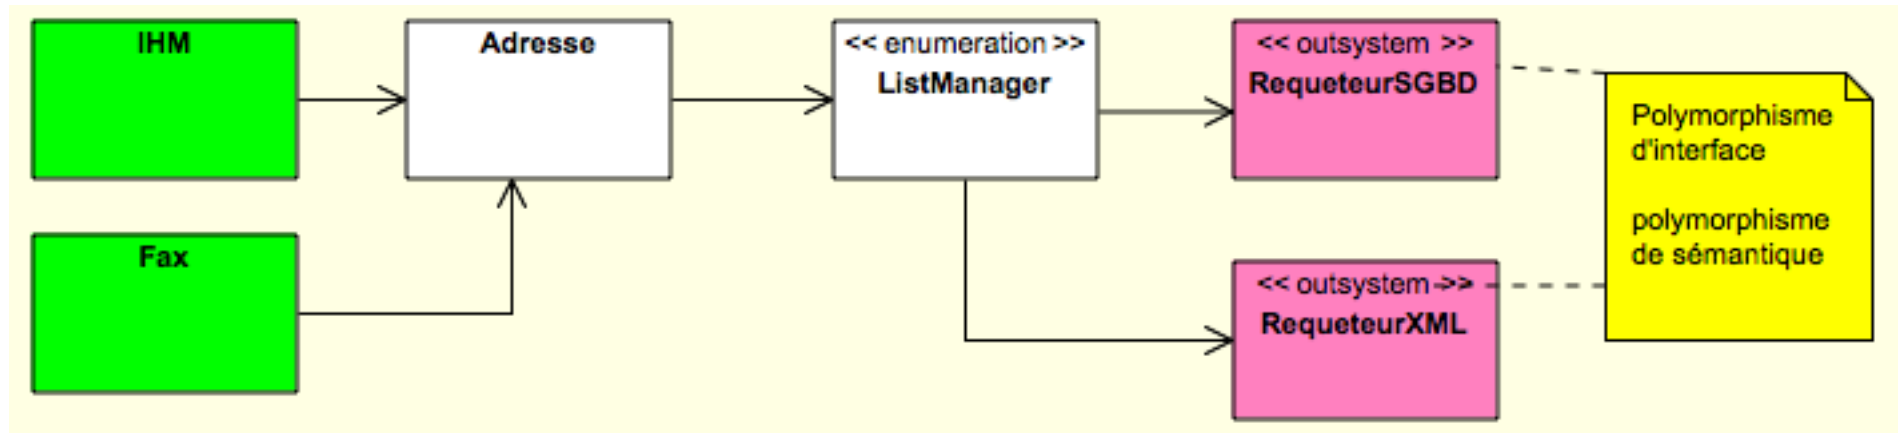 IHM
Adresse
<< enumeration >>
ListManager
<< outsystem >>
RequeteurSGBD
Polymorphisme
d'interface
polymorphisme
de sémantique
Fax
<< outsystem >>
RequeteurXML